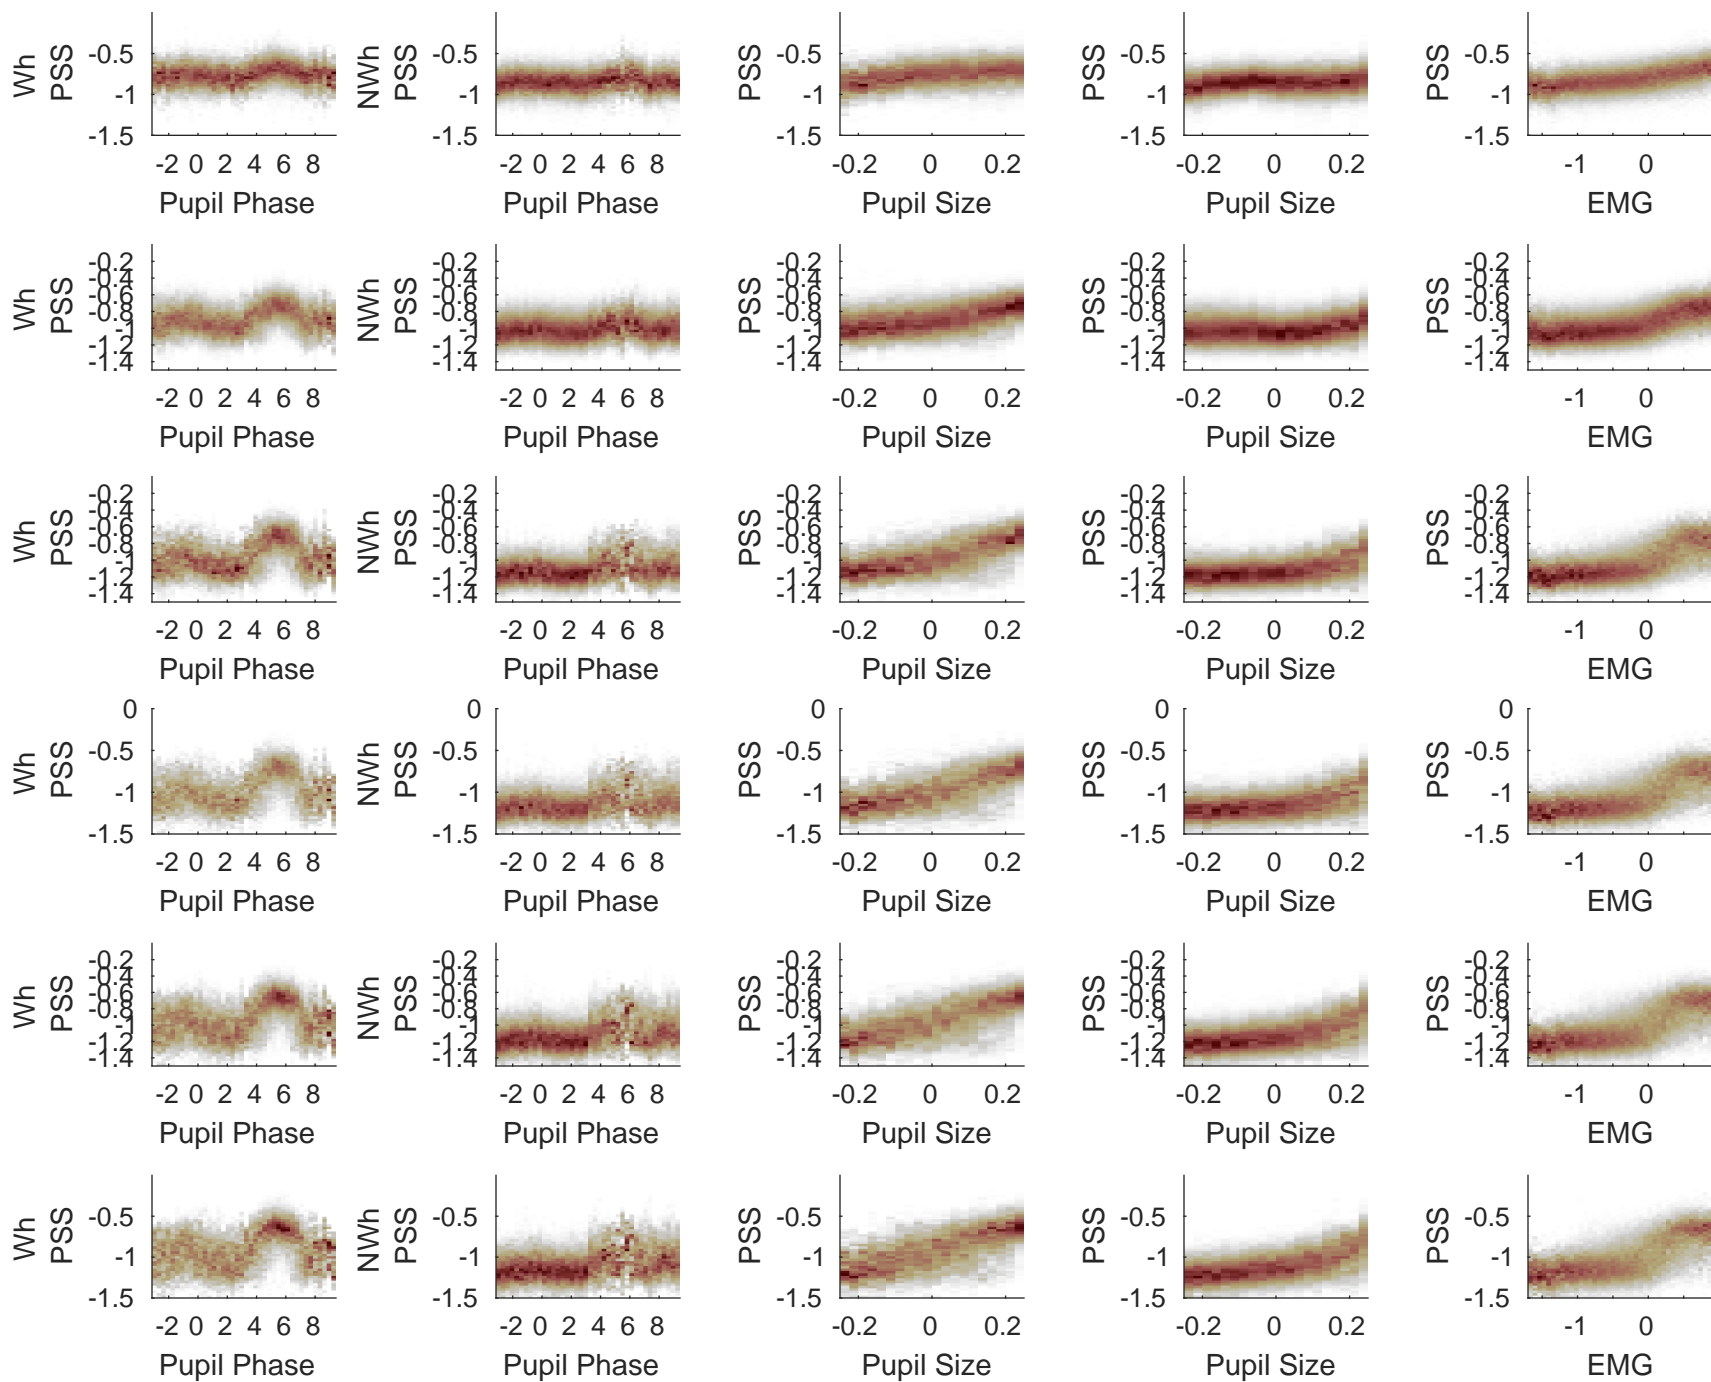 Wh PSS -0.5 -1 -1.5 -2 0 2 4 6 8 Pupil Phase
NWh PSS -0.5 -1 -1.5 -2 0 2 4 6 8 Pupil Phase
PSS -0.5 -1 -1.5 -0.2 0 0.2 Pupil Size
PSS -0.5 -1 -1.5 -0.2 0 0.2 Pupil Size
PSS -0.5 -1 -1.5 -1 0 EMG
Wh PSS -0.2 -0.4 -0.6 -0.8 -1 -1.2 -1.4 -2 0 2 4 6 8 Pupil Phase
NWh PSS -0.2 -0.4 -0.6 -0.8 -1 -1.2 -1.4 -2 0 2 4 6 8 Pupil Phase
PSS -0.2 -0.4 -0.6 -0.8 -1 -1.2 -1.4 -0.2 0 0.2 Pupil Size
PSS -0.2 -0.4 -0.6 -0.8 -1 -1.2 -1.4 -0.2 0 0.2 Pupil Size
PSS -0.2 -0.4 -0.6 -0.8 -1 -1.2 -1.4 -1 0 EMG
Wh PSS -0.2 -0.4 -0.6 -0.8 -1 -1.2 -1.4 -2 0 2 4 6 8 Pupil Phase
NWh PSS -0.2 -0.4 -0.6 -0.8 -1 -1.2 -1.4 -2 0 2 4 6 8 Pupil Phase
PSS -0.2 -0.4 -0.6 -0.8 -1 -1.2 -1.4 -0.2 0 0.2 Pupil Size
PSS -0.2 -0.4 -0.6 -0.8 -1 -1.2 -1.4 -0.2 0 0.2 Pupil Size
PSS -0.2 -0.4 -0.6 -0.8 -1 -1.2 -1.4 -1 0 EMG
Wh PSS 0 -0.5 -1 -1.5 -2 0 2 4 6 8 Pupil Phase
NWh PSS 0 -0.5 -1 -1.5 -2 0 2 4 6 8 Pupil Phase
PSS 0 -0.5 -1 -1.5 -0.2 0 0.2 Pupil Size
PSS 0 -0.5 -1 -1.5 -0.2 0 0.2 Pupil Size
PSS 0 -0.5 -1 -1.5 -1 0 EMG
Wh PSS -0.2 -0.4 -0.6 -0.8 -1 -1.2 -1.4 -2 0 2 4 6 8 Pupil Phase
NWh PSS -0.2 -0.4 -0.6 -0.8 -1 -1.2 -1.4 -2 0 2 4 6 8 Pupil Phase
PSS -0.2 -0.4 -0.6 -0.8 -1 -1.2 -1.4 -0.2 0 0.2 Pupil Size
PSS -0.2 -0.4 -0.6 -0.8 -1 -1.2 -1.4 -0.2 0 0.2 Pupil Size
PSS -0.2 -0.4 -0.6 -0.8 -1 -1.2 -1.4 -1 0 EMG
Wh PSS -0.5 -1 -1.5 -2 0 2 4 6 8 Pupil Phase
NWh PSS -0.5 -1 -1.5 -2 0 2 4 6 8 Pupil Phase
PSS -0.5 -1 -1.5 -0.2 0 0.2 Pupil Size
PSS -0.5 -1 -1.5 -0.2 0 0.2 Pupil Size
PSS -0.5 -1 -1.5 -1 0 EMG